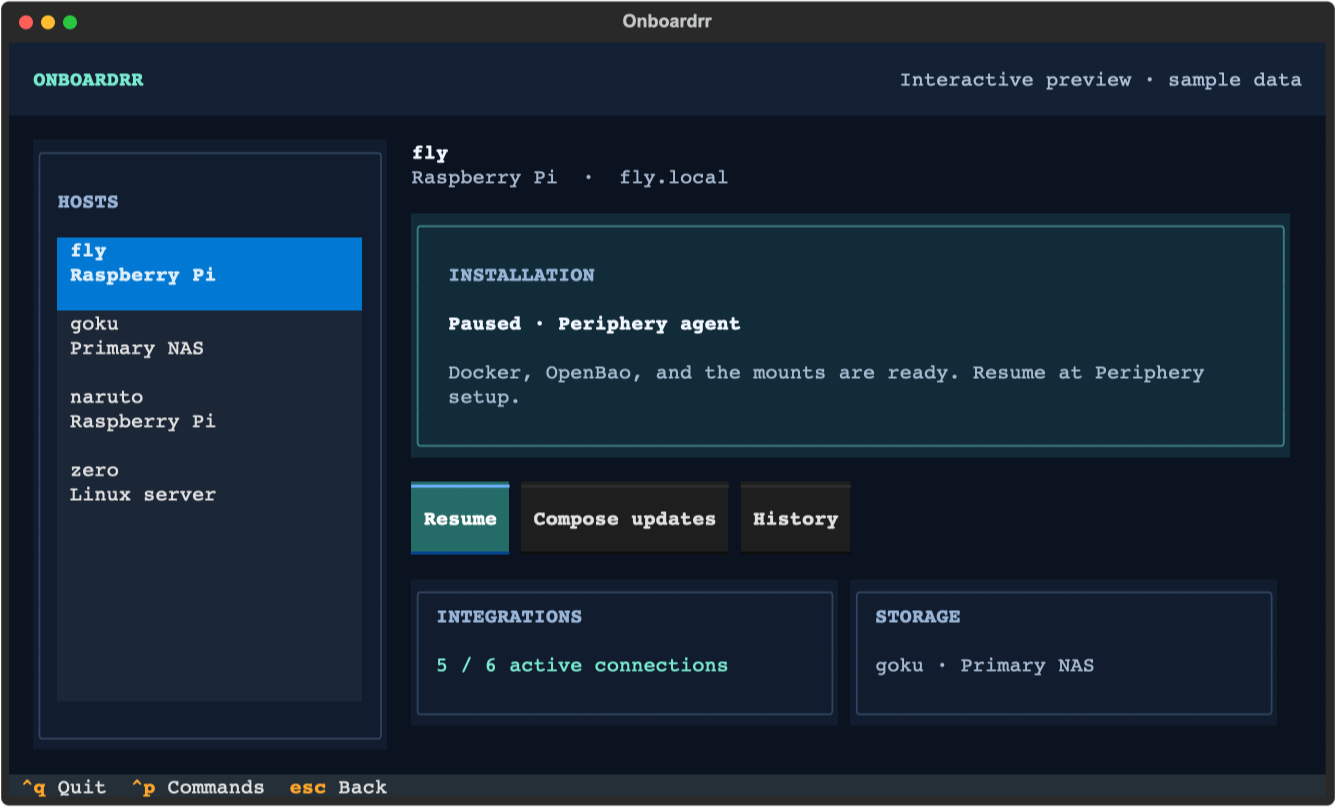 Onboardrr
ONBOARDRR
Interactive preview · sample data
HOSTS
fly
Raspberry Pi
goku
Primary NAS
naruto
Raspberry Pi
zero
Linux server
fly
Raspberry Pi · fly.local
INSTALLATION
Paused · Periphery agent
Docker, OpenBao, and the mounts are ready. Resume at Periphery
setup.
Resume
Compose updates
History
INTEGRATIONS
5 / 6 active connections
STORAGE
goku · Primary NAS
^q Quit ^p Commands esc Back